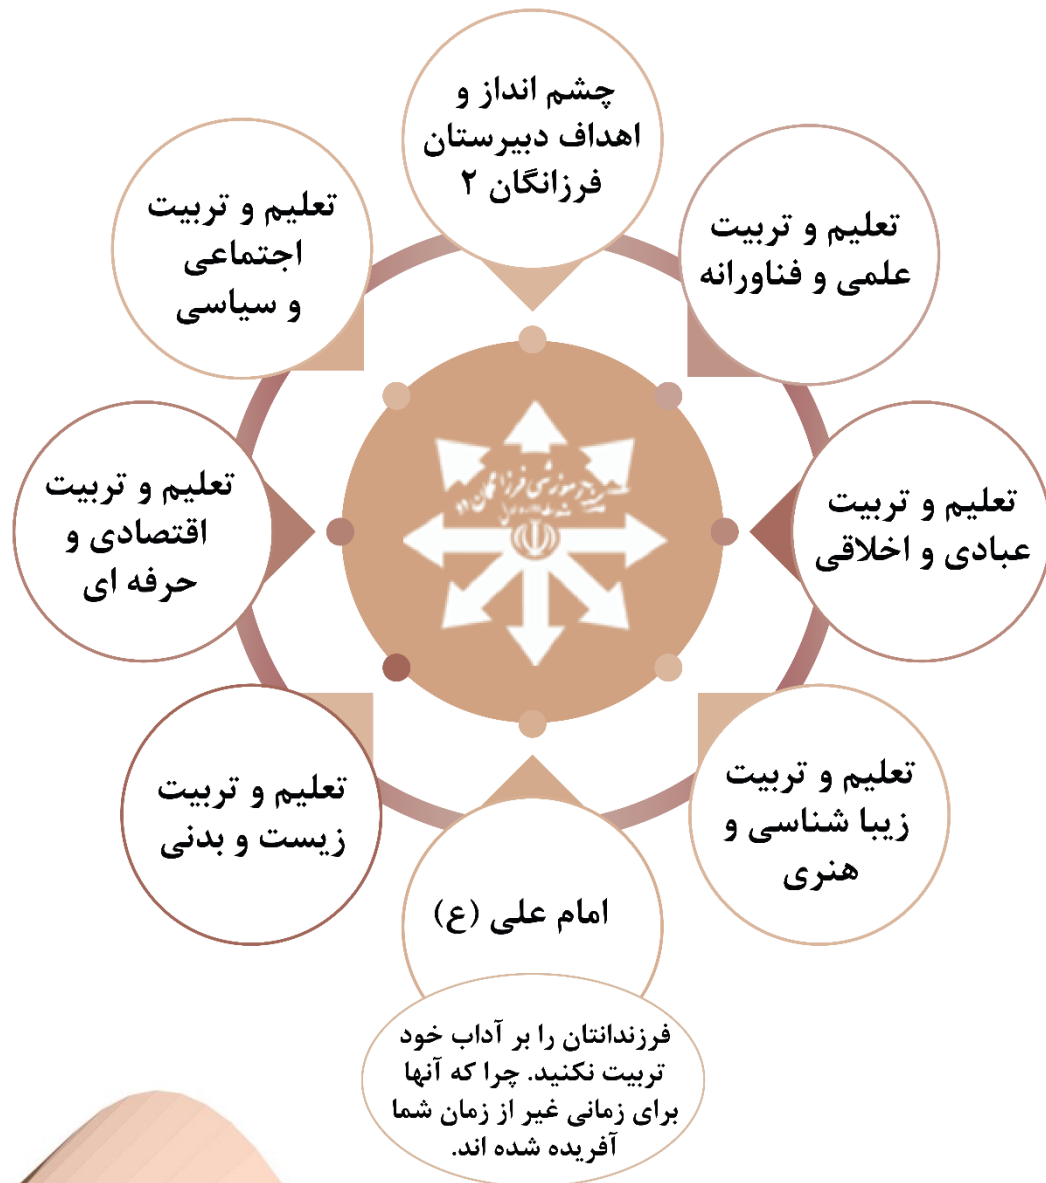 چشم انداز و
اهداف دبیرستان
فرزانگان ۲
تعلیم و تربیت
علمی و فناورانه
تعلیم و تربیت
عبادی و اخلاقی
تعلیم و تربیت
زیبا شناسی و
هنری
امام علی (ع)
فرزندانتان را بر آداب خود
تربیت نکنید. چرا که آنها
برای زمانی غیر از زمان شما
آفریده شده اند.
تعلیم و تربیت
زیست و بدنی
تعلیم و تربیت
اقتصادی و
حرفه ای
تعلیم و تربیت
اجتماعی
و سیاسی